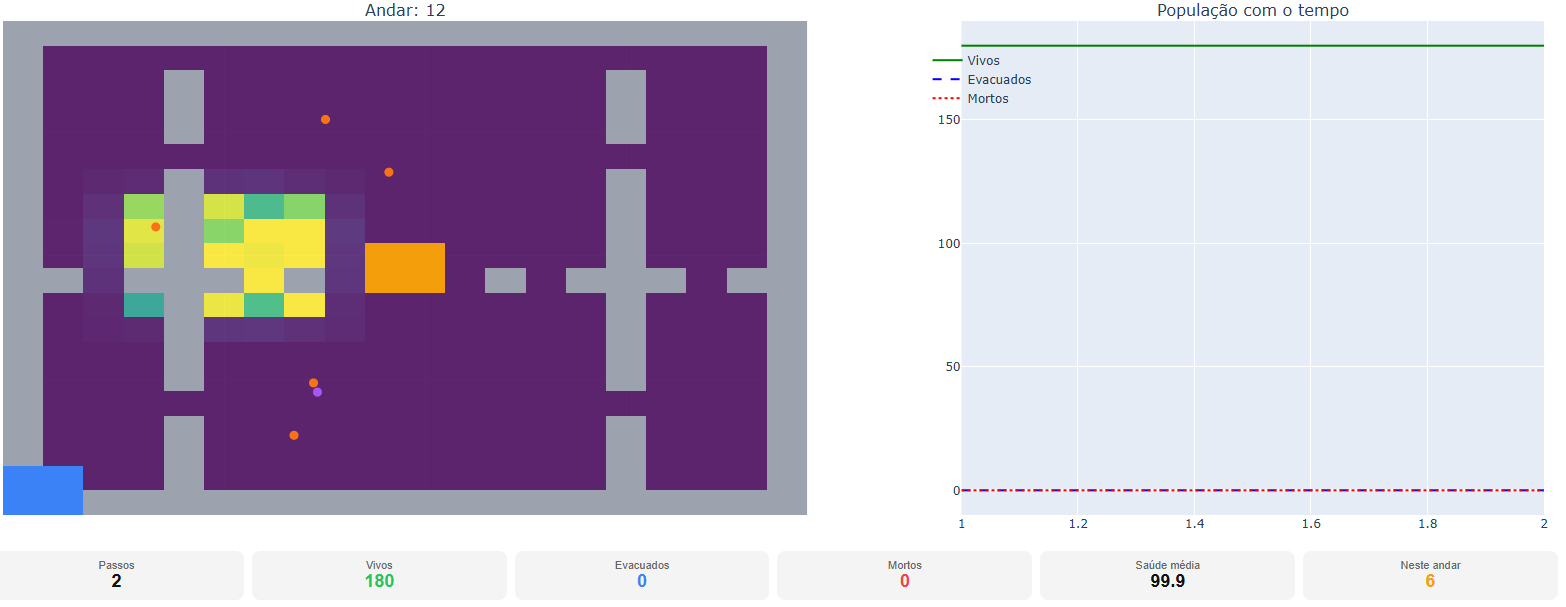 Andar: 12
População com o tempo
Vivos
Evacuados
Mortos
150
100
50
0
1
1.2
1.4
1.6
1.8
2
Passos
2
Vivos
180
Evacuados
0
Mortos
0
Saúde média
99.9
Neste andar
6